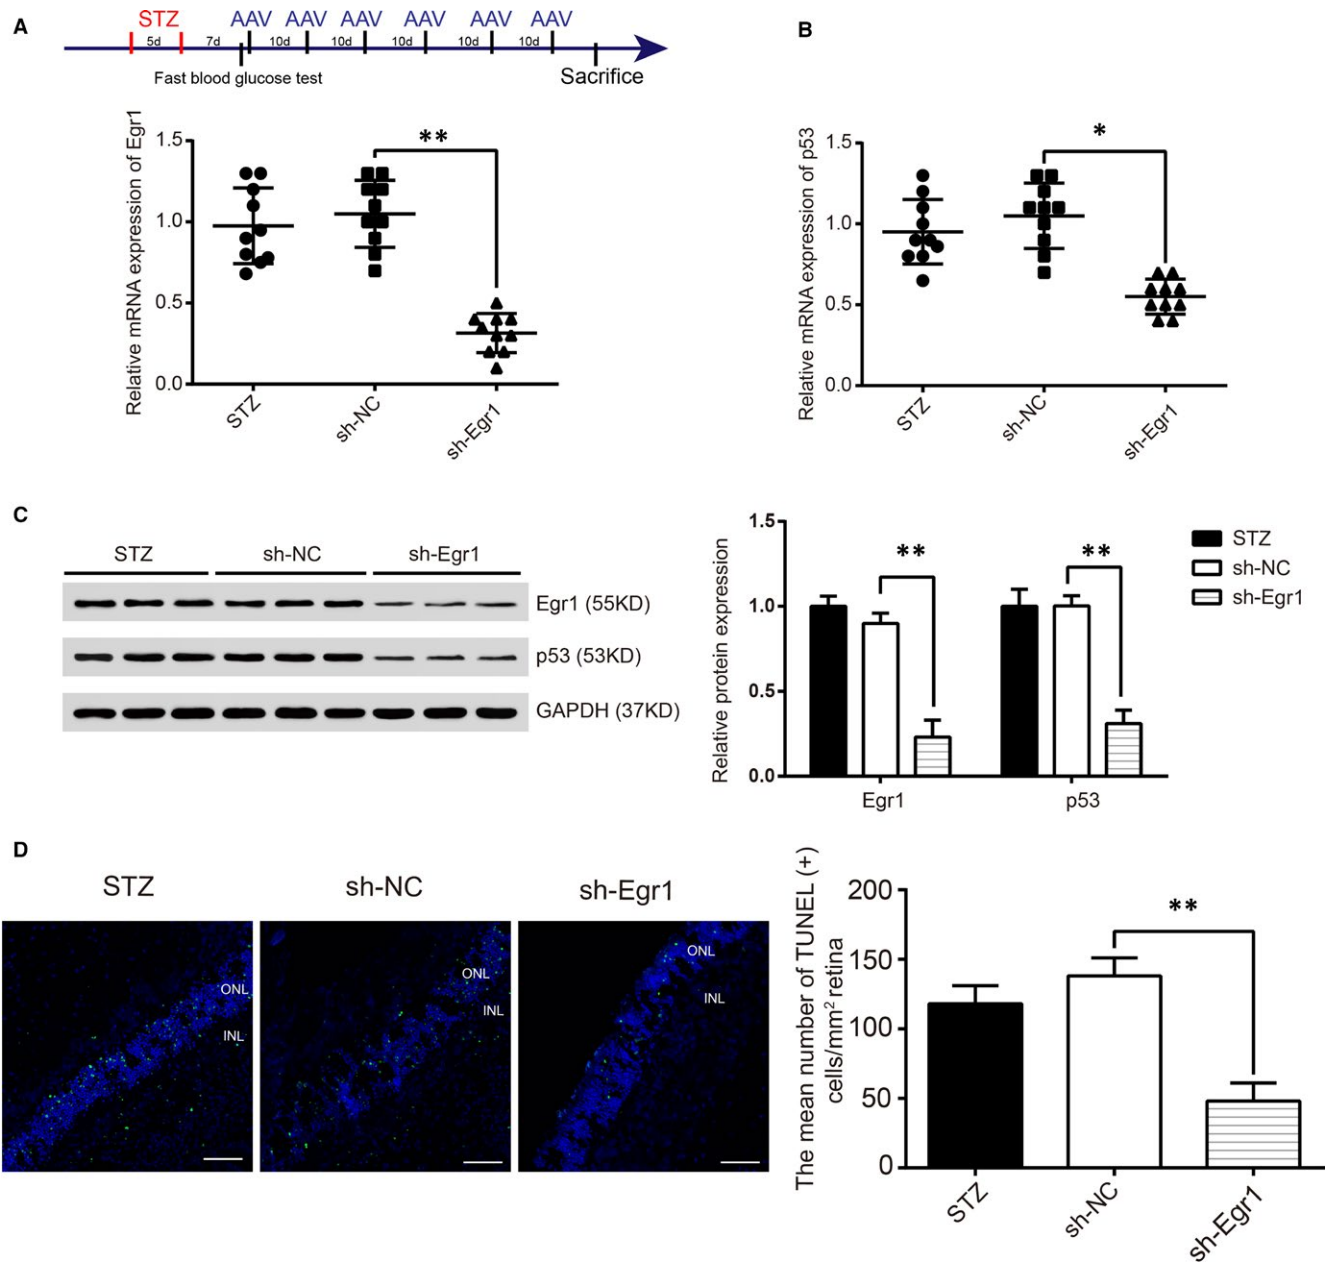 A
STZ AAV AAV AAV AAV AAV AAV
5d 7d 10d 10d 10d 10d 10d
Fast blood glucose test Sacrifice
Relative mRNA expression of Egr1
1.5
1.0
0.5
0.0
**
STZ sh-NC sh-Egr1
B
Relative mRNA expression of p53
1.5
1.0
0.5
0.0
*
STZ sh-NC sh-Egr1
C
STZ sh-NC sh-Egr1
Egr1 (55KD)
p53 (53KD)
GAPDH (37KD)
Relative protein expression
1.5
1.0
0.5
0.0
** **
Egr1 p53
STZ
sh-NC
sh-Egr1
D
STZ sh-NC sh-Egr1
ONL
INL
ONL
INL
ONL
INL
The mean number of TUNEL (+)
cells/mm² retina
200
150
100
50
0
**
STZ sh-NC sh-Egr1